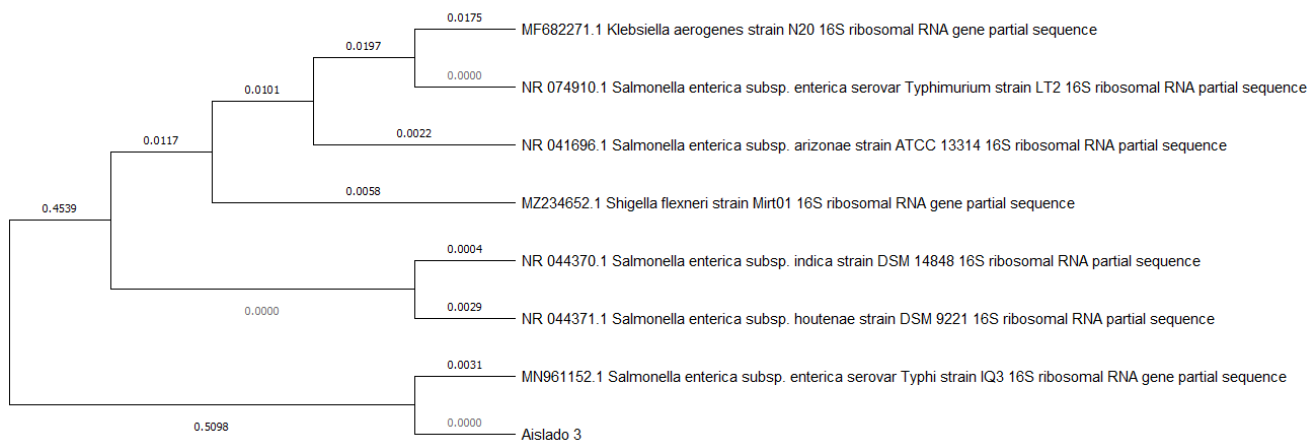 0.0175
MF682271.1 Klebsiella aerogenes strain N20 16S ribosomal RNA gene partial sequence
0.0197
0.0000
NR 074910.1 Salmonella enterica subsp. enterica serovar Typhimurium strain LT2 16S ribosomal RNA partial sequence
0.0101
0.0022
NR 041696.1 Salmonella enterica subsp. arizonae strain ATCC 13314 16S ribosomal RNA partial sequence
0.0117
0.0058
MZ234652.1 Shigella flexneri strain Mirt01 16S ribosomal RNA gene partial sequence
0.4539
0.0004
NR 044370.1 Salmonella enterica subsp. indica strain DSM 14848 16S ribosomal RNA partial sequence
0.0000
0.0029
NR 044371.1 Salmonella enterica subsp. houtenae strain DSM 9221 16S ribosomal RNA partial sequence
0.0031
MN961152.1 Salmonella enterica subsp. enterica serovar Typhi strain IQ3 16S ribosomal RNA gene partial sequence
0.5098
0.0000
Aislado 3